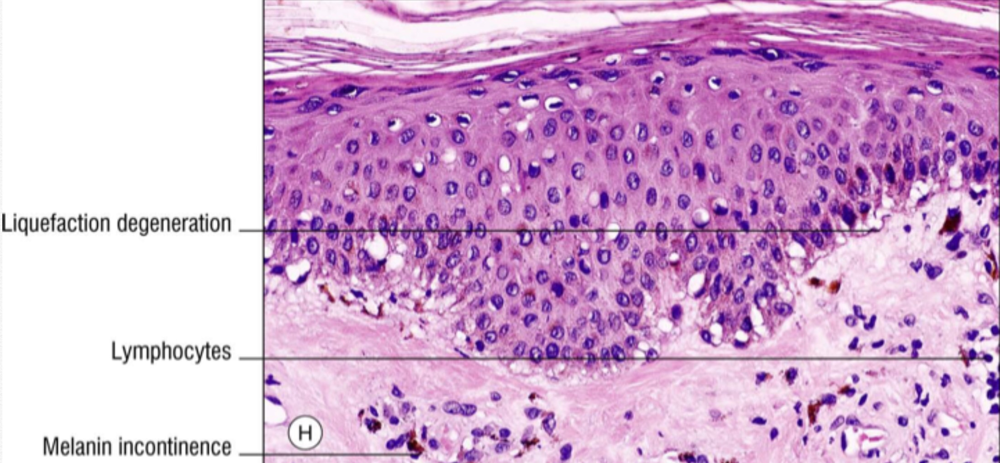 Liquefaction degeneration
Lymphocytes
H
Melanin incontinence